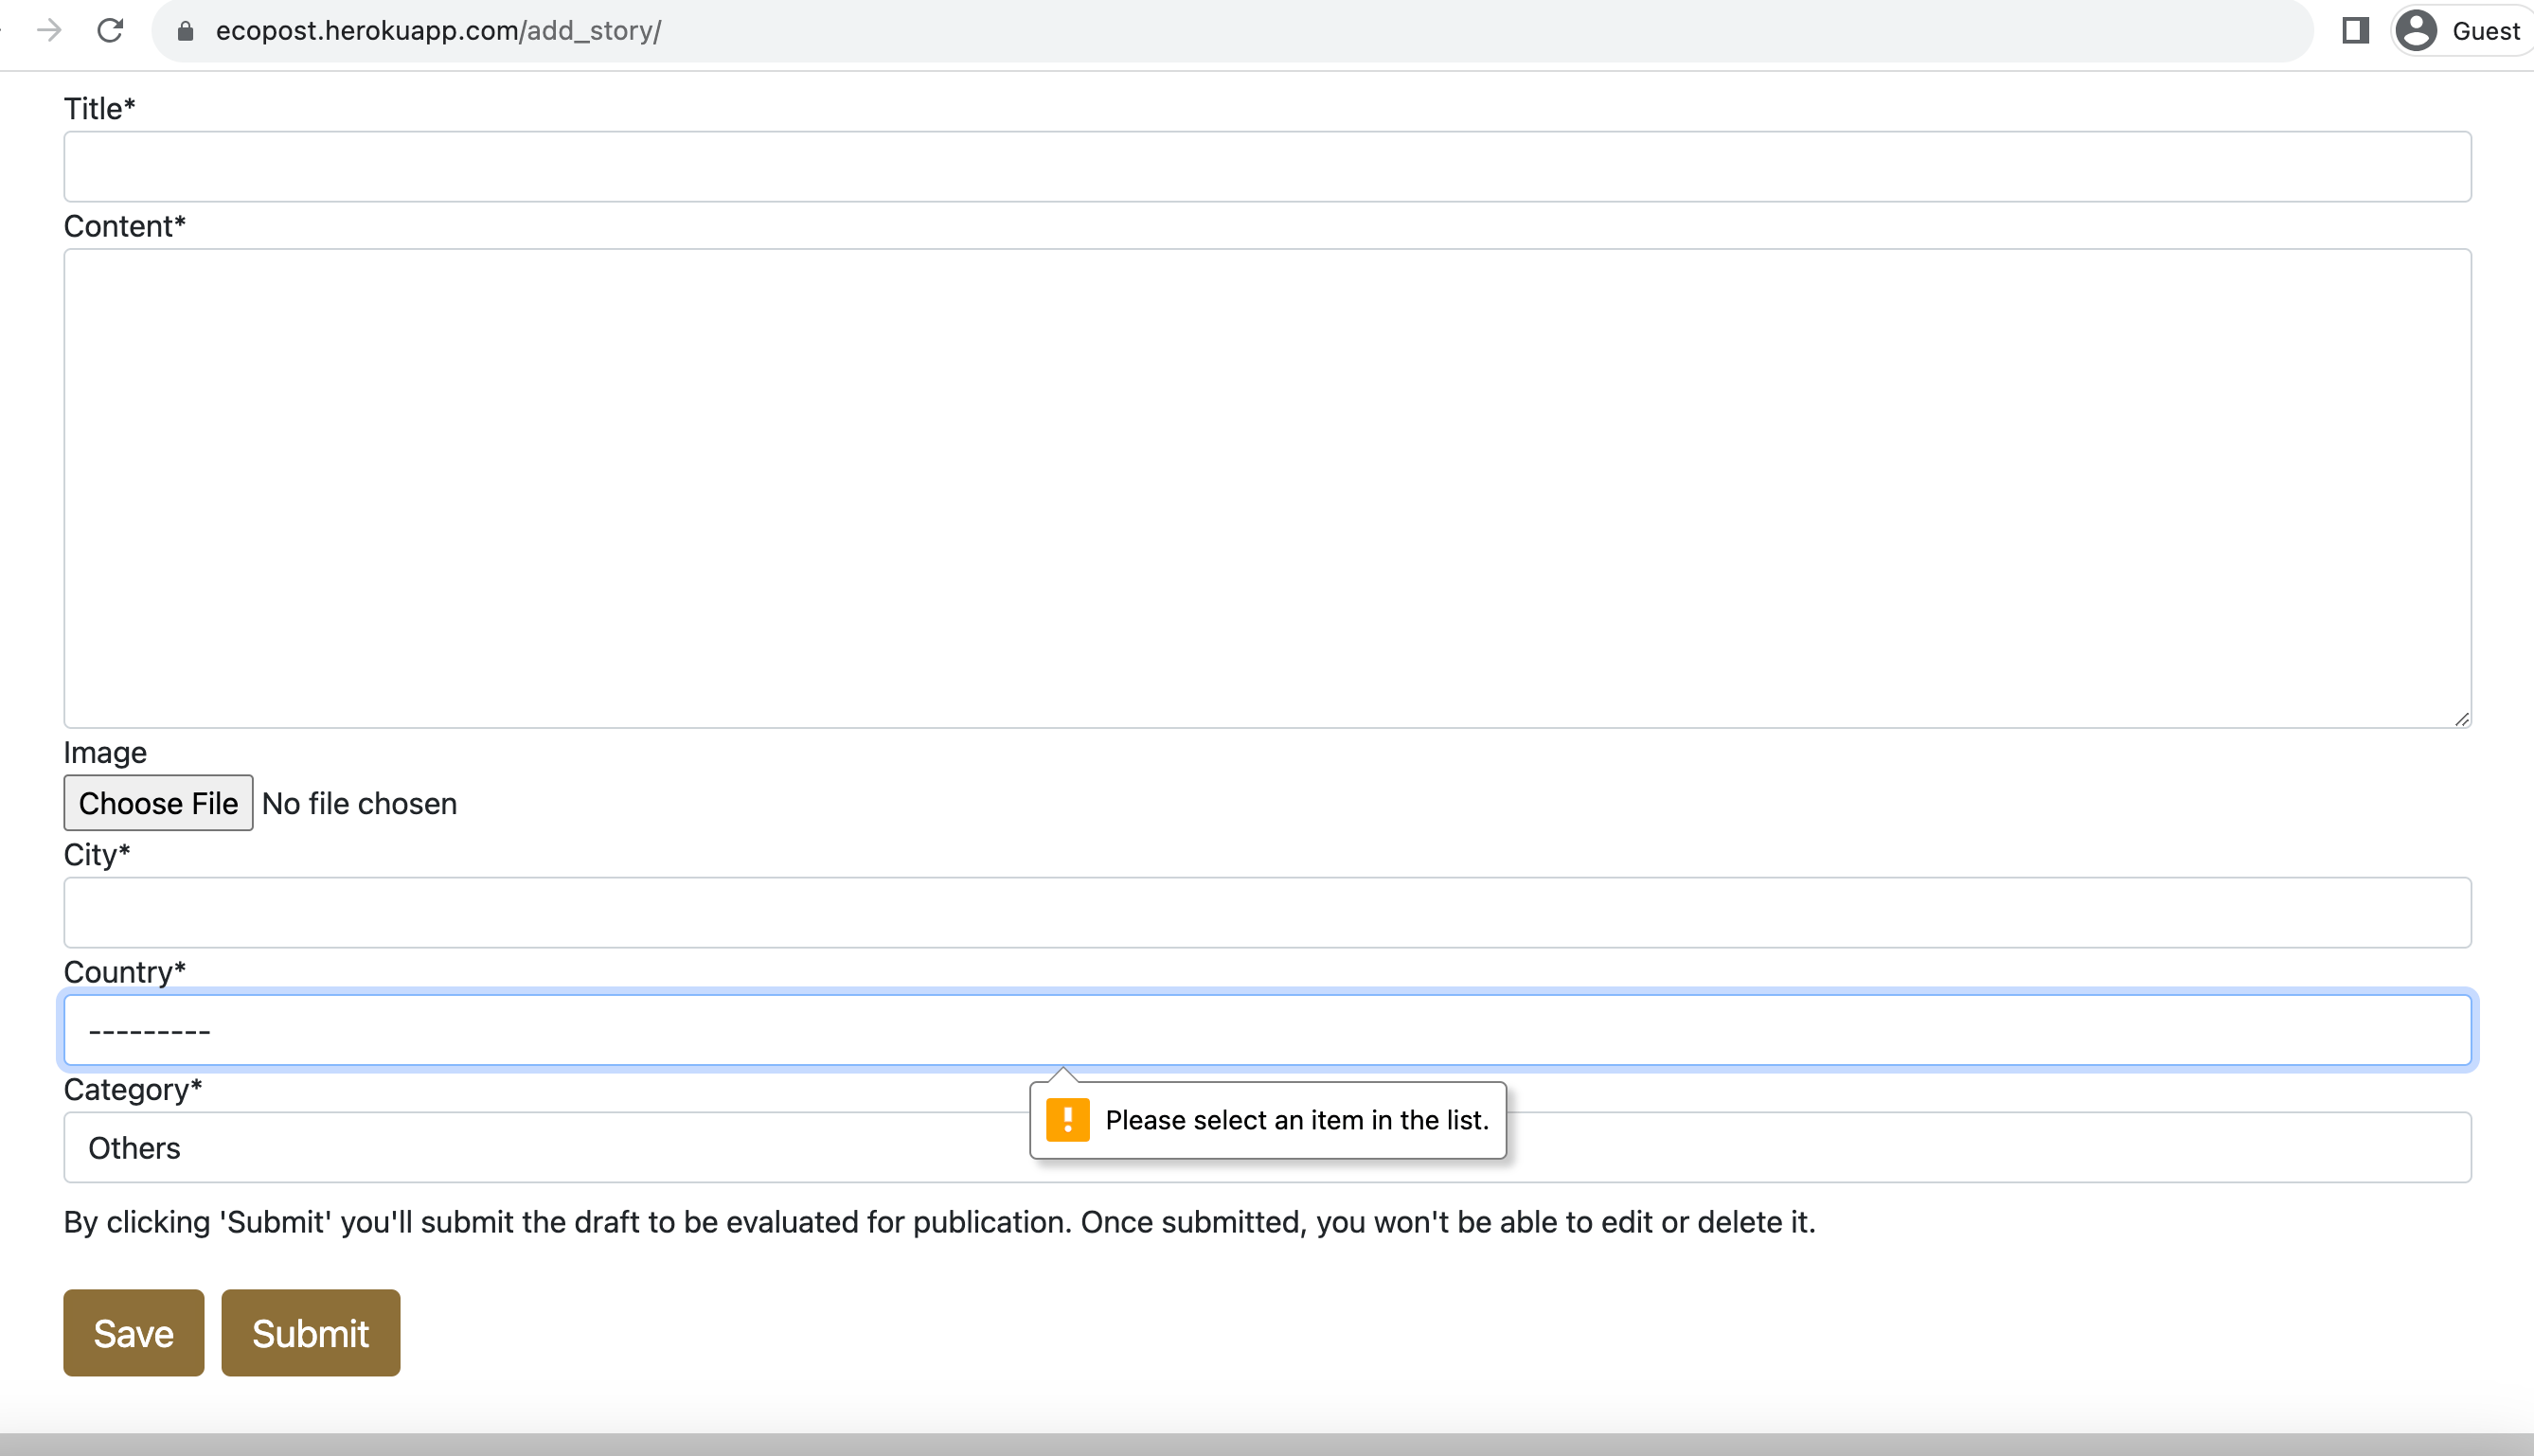 ecopost.herokuapp.com/add_story/
Guest
Title*
Content*
Image
Choose File No file chosen
City*
Country*
---------
Category*
Please select an item in the list.
Others
By clicking 'Submit' you'll submit the draft to be evaluated for publication. Once submitted, you won't be able to edit or delete it.
Save Submit